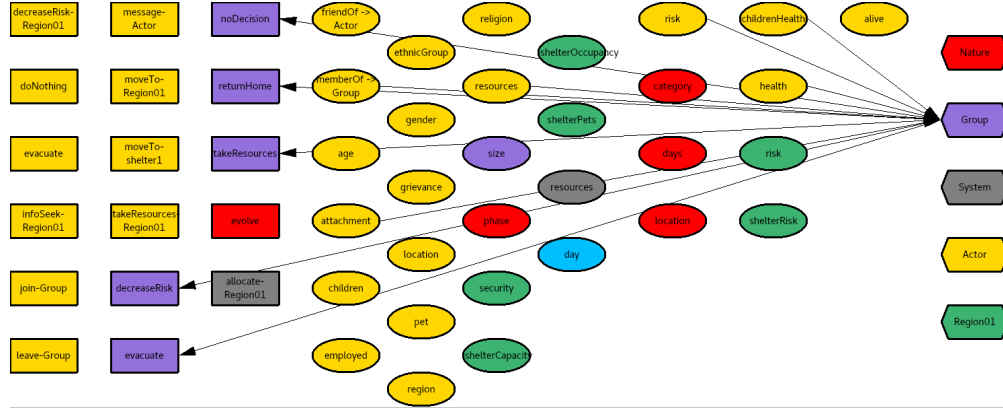 decreaseRisk-
Region01
message-
Actor
noDecision
friendOf ->
Actor
religion
risk
childrenHealth
alive
ethnicGroup
shelterOccupancy
Nature
doNothing
moveTo-
Region01
returnHome
memberOf ->
Group
resources
category
health
gender
shelterPets
Group
evacuate
moveTo-
shelter1
takeResources
age
size
days
risk
grievance
resources
System
infoSeek-
Region01
takeResources-
Region01
evolve
attachment
phase
location
shelterRisk
location
day
Actor
join-Group
decreaseRisk
allocate-
Region01
children
security
pet
Region01
leave-Group
evacuate
employed
shelterCapacity
region